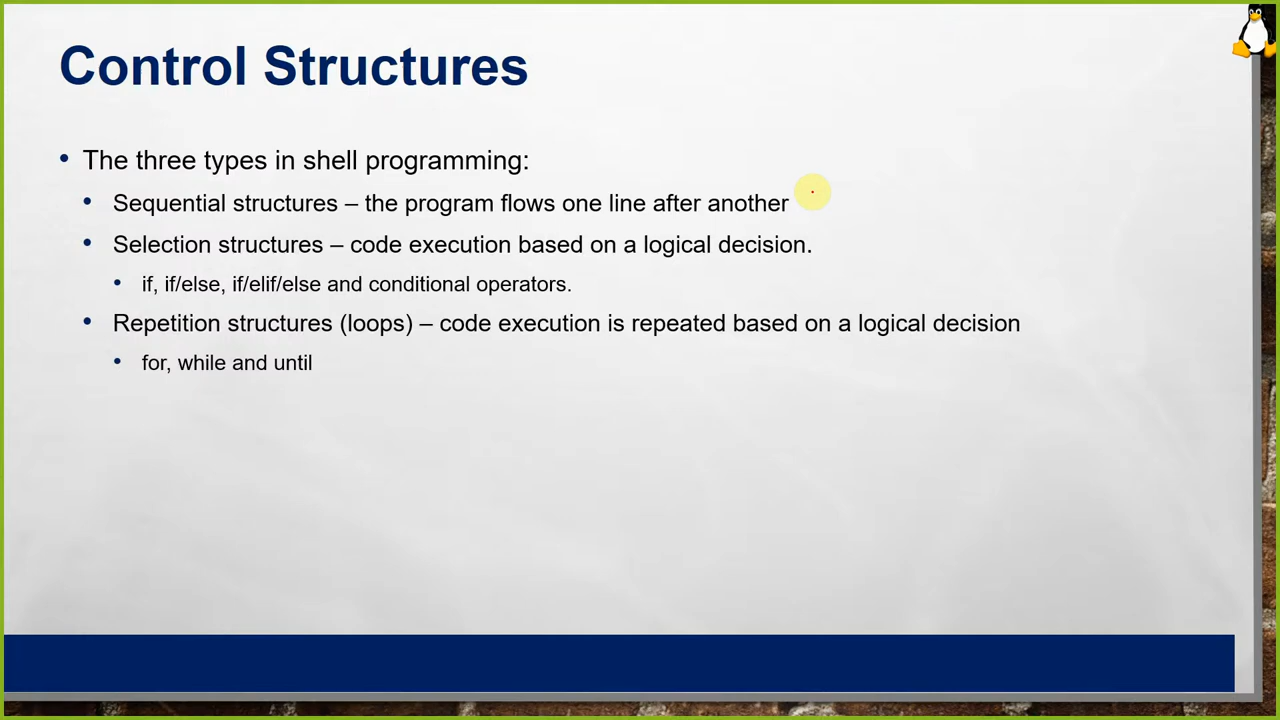 Control Structures
• The three types in shell programming:
• Sequential structures – the program flows one line after another
• Selection structures – code execution based on a logical decision.
• if, if/else, if/elif/else and conditional operators.
• Repetition structures (loops) – code execution is repeated based on a logical decision
• for, while and until